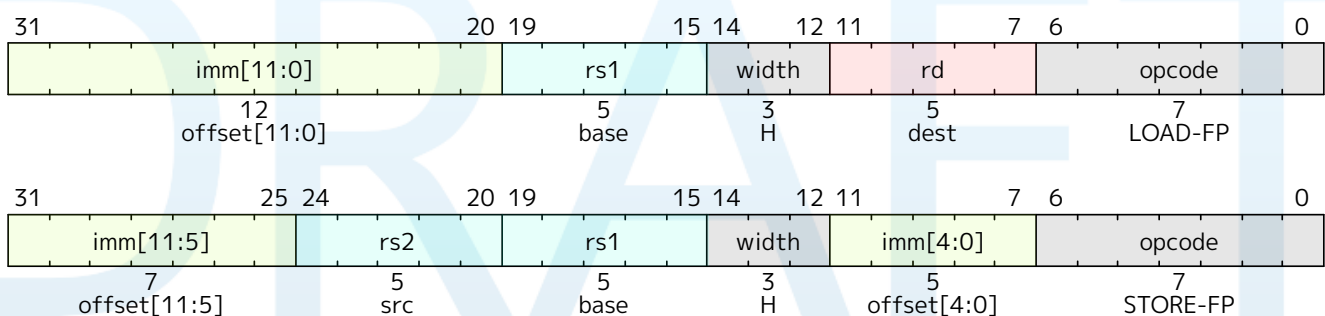 31 20 19 15 14 12 11 7 6 0
imm[11:0] rs1 width rd opcode
12 5 3 5 7
offset[11:0] base H dest LOAD-FP
31 25 24 20 19 15 14 12 11 7 6 0
imm[11:5] rs2 rs1 width imm[4:0] opcode
7 5 5 3 5 7
offset[11:5] src base H offset[4:0] STORE-FP
DRAFT